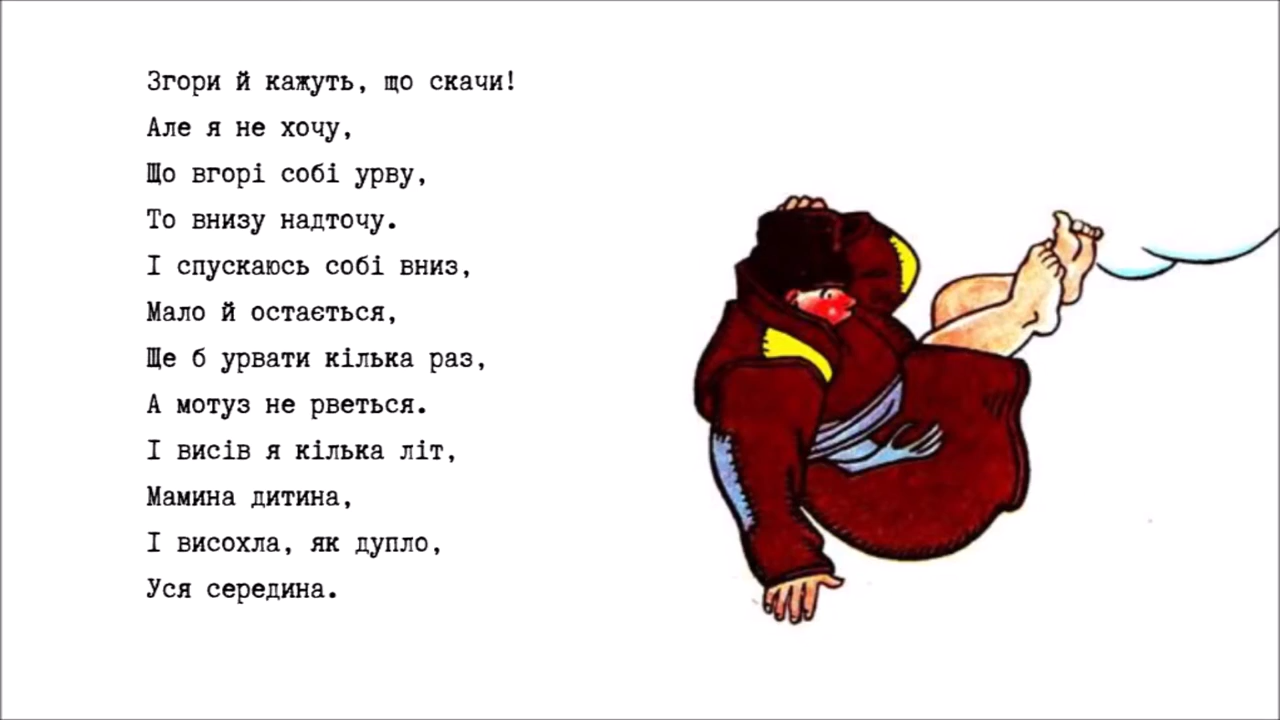 Згори й кажуть, що скачи!
Але я не хочу,
Що вгорі собі урву,
То внизу надточу.
І спускаюсь собі вниз,
Мало й остається,
Ще б урвати кілька раз,
А мотуз не рветься.
І висів я кілька літ,
Мамина дитина,
І висохла, як дупло,
Уся середина.